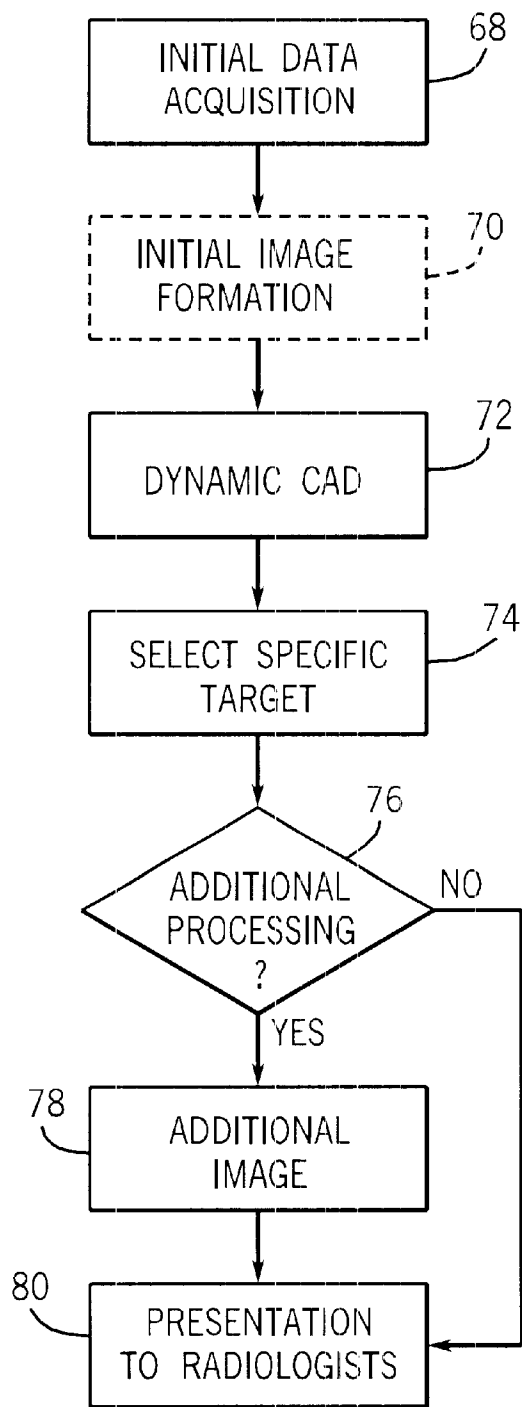 INITIAL DATA
ACQUISITION
68
INITIAL IMAGE
FORMATION
70
DYNAMIC CAD
72
SELECT SPECIFIC
TARGET
74
76
ADDITIONAL
PROCESSING
?
NO
YES
78
ADDITIONAL
IMAGE
80
PRESENTATION
TO RADIOLOGISTS